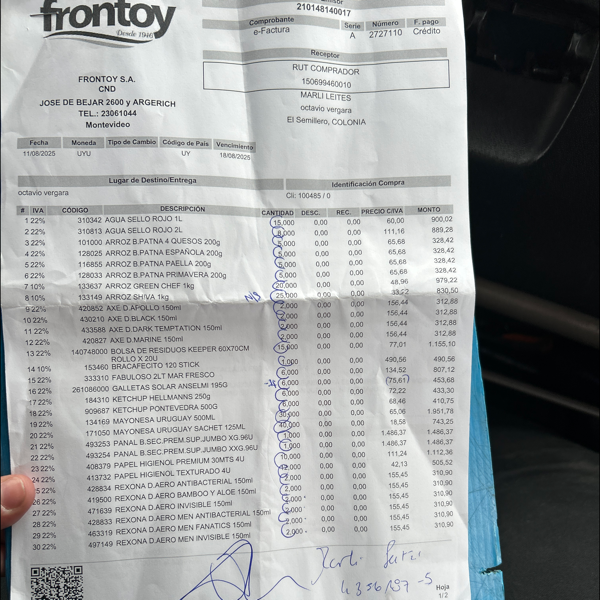 frontoy
Desde 1946
FRONTOY S.A.
CND
JOSE DE BEJAR 2600 y ARGERICH
TEL.: 23061044
Montevideo
210148140017
Comprobante Serie Número F. pago
e-Factura A 2727110 Crédito
Receptor
RUT COMPRADOR
150699460010
MARLI LEITES
octavio vergara
El Semillero, COLONIA
Fecha Moneda Tipo de Cambio Código de País Vencimiento
11/08/2025 UYU UY 18/08/2025
Lugar de Destino/Entrega Identificación Compra
octavio vergara Cli: 100485 / 0
# IVA CÓDIGO DESCRIPCIÓN CANTIDAD DESC. REC. PRECIO C/IVA MONTO
1 22% 310342 AGUA SELLO ROJO 1L 15,000 0,00 0,00 60,00 900,02
2 22% 310813 AGUA SELLO ROJO 2L 8,000 0,00 0,00 111,16 889,28
3 22% 101000 ARROZ B.PATNA 4 QUESOS 200g 5,000 0,00 0,00 65,68 328,42
4 22% 128025 ARROZ B.PATNA ESPAÑOLA 200g 5,000 0,00 0,00 65,68 328,42
5 22% 116855 ARROZ B.PATNA PAELLA 200g 5,000 0,00 0,00 65,68 328,42
6 22% 128033 ARROZ B.PATNA PRIMAVERA 200g 5,000 0,00 0,00 65,68 328,42
7 10% 133637 ARROZ GREEN CHEF 1kg 20,000 0,00 0,00 48,96 979,22
8 10% 133149 ARROZ SHIVA 1kg 25,000 0,00 0,00 33,22 830,50
9 22% 420852 AXE D.APOLLO 150ml 2,000 0,00 0,00 156,44 312,88
10 22% 430210 AXE D.BLACK 150ml 2,000 0,00 0,00 156,44 312,88
11 22% 433588 AXE D.DARK TEMPTATION 150ml 2,000 0,00 0,00 156,44 312,88
12 22% 420827 AXE D.MARINE 150ml 2,000 0,00 0,00 156,44 312,88
13 22% 140748000 BOLSA DE RESIDUOS KEEPER 60X70CM 15,000 0,00 0,00 77,01 1.155,10
ROLLO X 20U
14 10% 153460 BRACAFECITO 120 STICK 1,000 0,00 0,00 490,56 490,56
15 22% 333310 FABULOSO 2LT MAR FRESCO 6,000 0,00 0,00 134,52 807,12
16 22% 261086000 GALLETAS SOLAR ANSELMI 195G 6,000 0,00 0,00 (75,61) 453,68
17 22% 184310 KETCHUP HELLMANNS 250g 6,000 0,00 0,00 72,22 433,30
18 22% 909687 KETCHUP PONTEVEDRA 500G 6,000 0,00 0,00 68,46 410,75
19 22% 134169 MAYONESA URUGUAY 500ML 30,000 0,00 0,00 65,06 1.951,78
20 22% 171050 MAYONESA URUGUAY SACHET 125ML 40,000 0,00 0,00 18,58 743,25
21 22% 493253 PANAL B.SEC.PREM.SUP.JUMBO XG.96U 1,000 0,00 0,00 1.486,37 1.486,37
22 22% 493254 PANAL B.SEC.PREM.SUP.JUMBO XXG.96U 1,000 0,00 0,00 1.486,37 1.486,37
23 22% 408379 PAPEL HIGIENOL PREMIUM 30MTS 4U 10,000 0,00 0,00 111,24 1.112,36
24 22% 413732 PAPEL HIGIENOL TEXTURADO 4U 12,000 0,00 0,00 42,13 505,52
25 22% 428834 REXONA D.AERO ANTIBACTERIAL 150ml 2,000 0,00 0,00 155,45 310,90
26 22% 419500 REXONA D.AERO BAMBOO Y ALOE 150ml 2,000 0,00 0,00 155,45 310,90
27 22% 471639 REXONA D.AERO INVISIBLE 150ml 2,000 0,00 0,00 155,45 310,90
28 22% 428833 REXONA D.AERO MEN ANTIBACTERIAL 150ml 2,000 0,00 0,00 155,45 310,90
29 22% 463319 REXONA D.AERO MEN FANATICS 150ml 2,000 0,00 0,00 155,45 310,90
30 22% 497149 REXONA D.AERO MEN INVISIBLE 150ml 2,000 0,00 0,00 155,45 310,90
Hoja
1/2